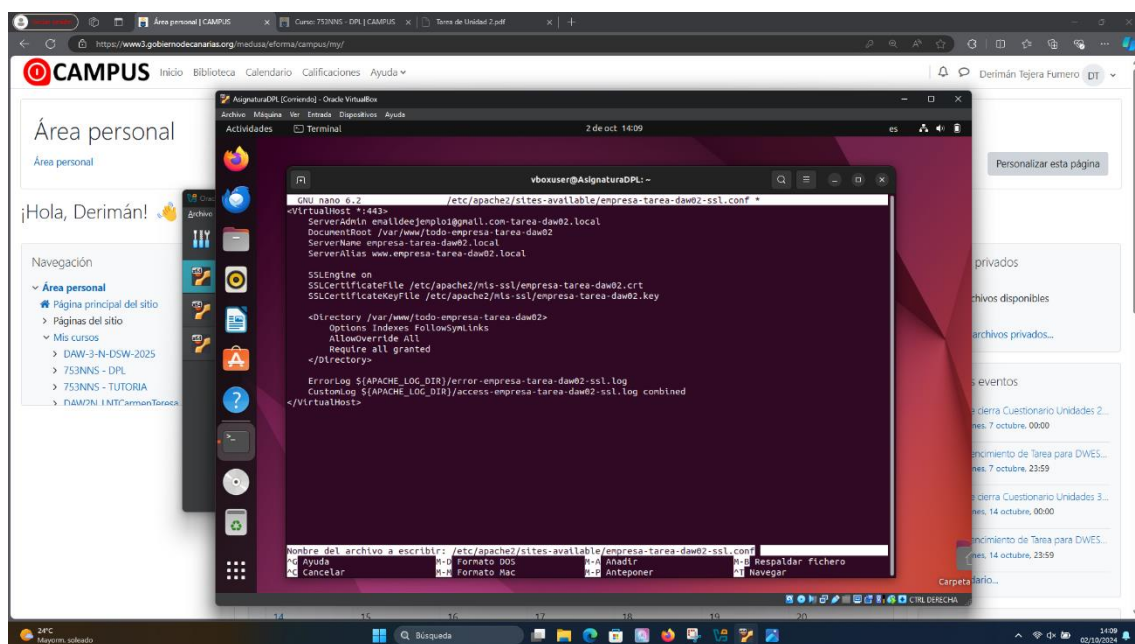 Área personal | CAMPUS
Curso: 753NNS - DPL | CAMPUS
Tarea de Unidad 2.pdf
https://www3.gobiernodecanarias.org/medusa/eforma/campus/my/
CAMPUS Inicio Biblioteca Calendario Calificaciones Ayuda
Derimán Tejera Fumero DT
AsignaturaDPL [Corriendo] - Oracle VirtualBox
Archivo Máquina Ver Entrada Dispositivos Ayuda
Actividades Terminal 2 de oct 14:09 es
Área personal
Área personal
Personalizar esta página
¡Hola, Derimán!
Archivo
vboxuser@AsignaturaDPL: ~
GNU nano 6.2 /etc/apache2/sites-available/empresa-tarea-daw02-ssl.conf *
<VirtualHost *:443>
ServerAdmin emaildeejemplo1@gmail.com-tarea-daw02.local
DocumentRoot /var/www/todo-empresa-tarea-daw02
ServerName empresa-tarea-daw02.local
ServerAlias www.empresa-tarea-daw02.local
SSLEngine on
SSLCertificateFile /etc/apache2/mis-ssl/empresa-tarea-daw02.crt
SSLCertificateKeyFile /etc/apache2/mis-ssl/empresa-tarea-daw02.key
<Directory /var/www/todo-empresa-tarea-daw02>
Options Indexes FollowSymLinks
AllowOverride All
Require all granted
</Directory>
ErrorLog ${APACHE_LOG_DIR}/error-empresa-tarea-daw02-ssl.log
CustomLog ${APACHE_LOG_DIR}/access-empresa-tarea-daw02-ssl.log combined
</VirtualHost>
Nombre del archivo a escribir: /etc/apache2/sites-available/empresa-tarea-daw02-ssl.conf
^G Ayuda M-D Formato DOS M-A Añadir M-B Respaldar fichero
^C Cancelar M-M Formato Mac M-P Anteponer ^T Navegar
Carpeta
CTRL DERECHA
Navegación
Área personal
Página principal del sitio
Páginas del sitio
Mis cursos
DAW-3-N-DSW-2025
753NNS - DPL
753NNS - TUTORIA
DAW2N_LNTCarmenTeresa
privados
chivos disponibles
archivos privados...
s eventos
cierra Cuestionario Unidades 2...
nes, 7 octubre, 00:00
encimiento de Tarea para DWES...
nes, 7 octubre, 23:59
cierra Cuestionario Unidades 3...
nes, 14 octubre, 00:00
encimiento de Tarea para DWES...
nes, 14 octubre, 23:59
dario...
14 15 16 17 18 19 20
24°C
Mayorm. soleado
Búsqueda
14:09
02/10/2024